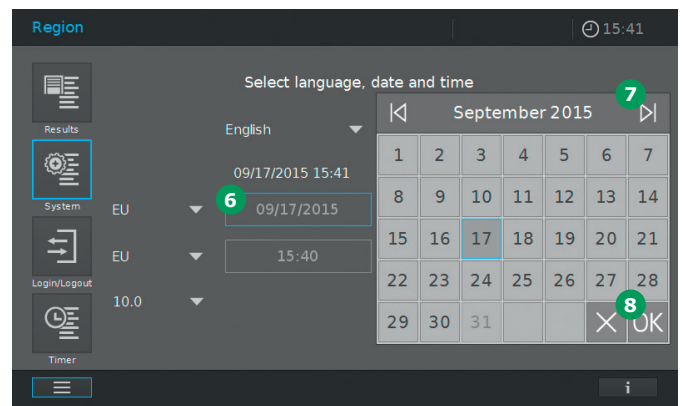 Region
15:41
Select language, date and time
7
September 2015
Results
English
1 2 3 4 5 6 7
09/17/2015 15:41
System
EU
6
09/17/2015
8 9 10 11 12 13 14
15 16 17 18 19 20 21
EU
15:40
Login/Logout
22 23 24 25 26 27 28
10.0
8
29 30 31
OK
Timer
i